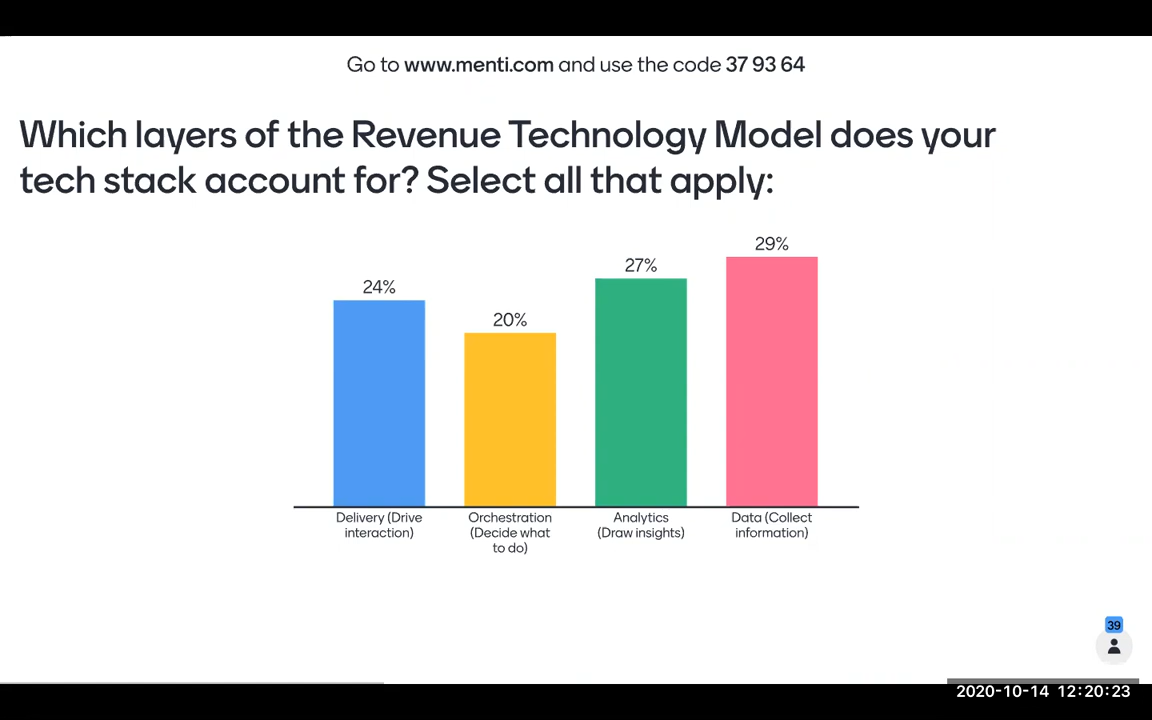 Go to www.menti.com and use the code 37 93 64
Which layers of the Revenue Technology Model does your
tech stack account for? Select all that apply:
24%
20%
27%
29%
Delivery (Drive
interaction)
Orchestration
(Decide what
to do)
Analytics
(Draw insights)
Data (Collect
information)
39
2020-10-14 12:20:23